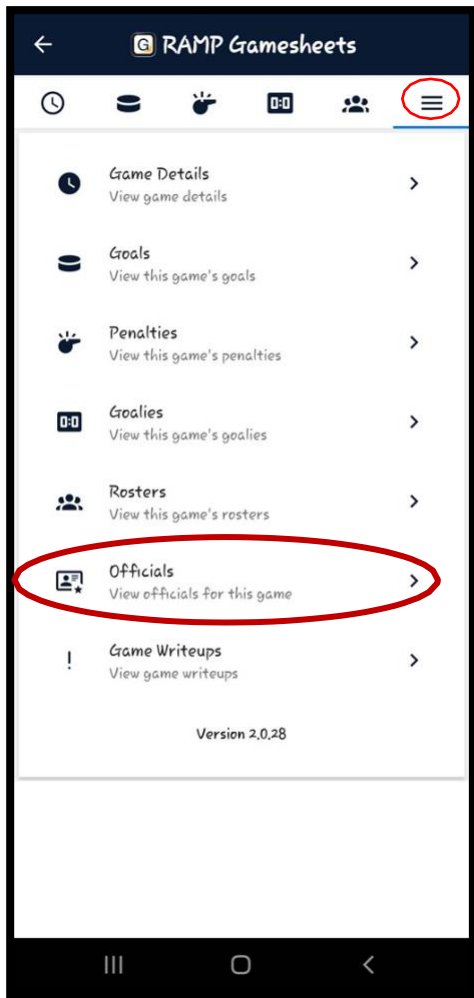 G RAMP Gamesheets
0:0
Game Details
View game details
Goals
View this game's goals
Penalties
View this game's penalties
0:0
Goalies
View this game's goalies
Rosters
View this game's rosters
Officials
View officials for this game
!
Game Writeups
View game writeups
Version 2.0.28